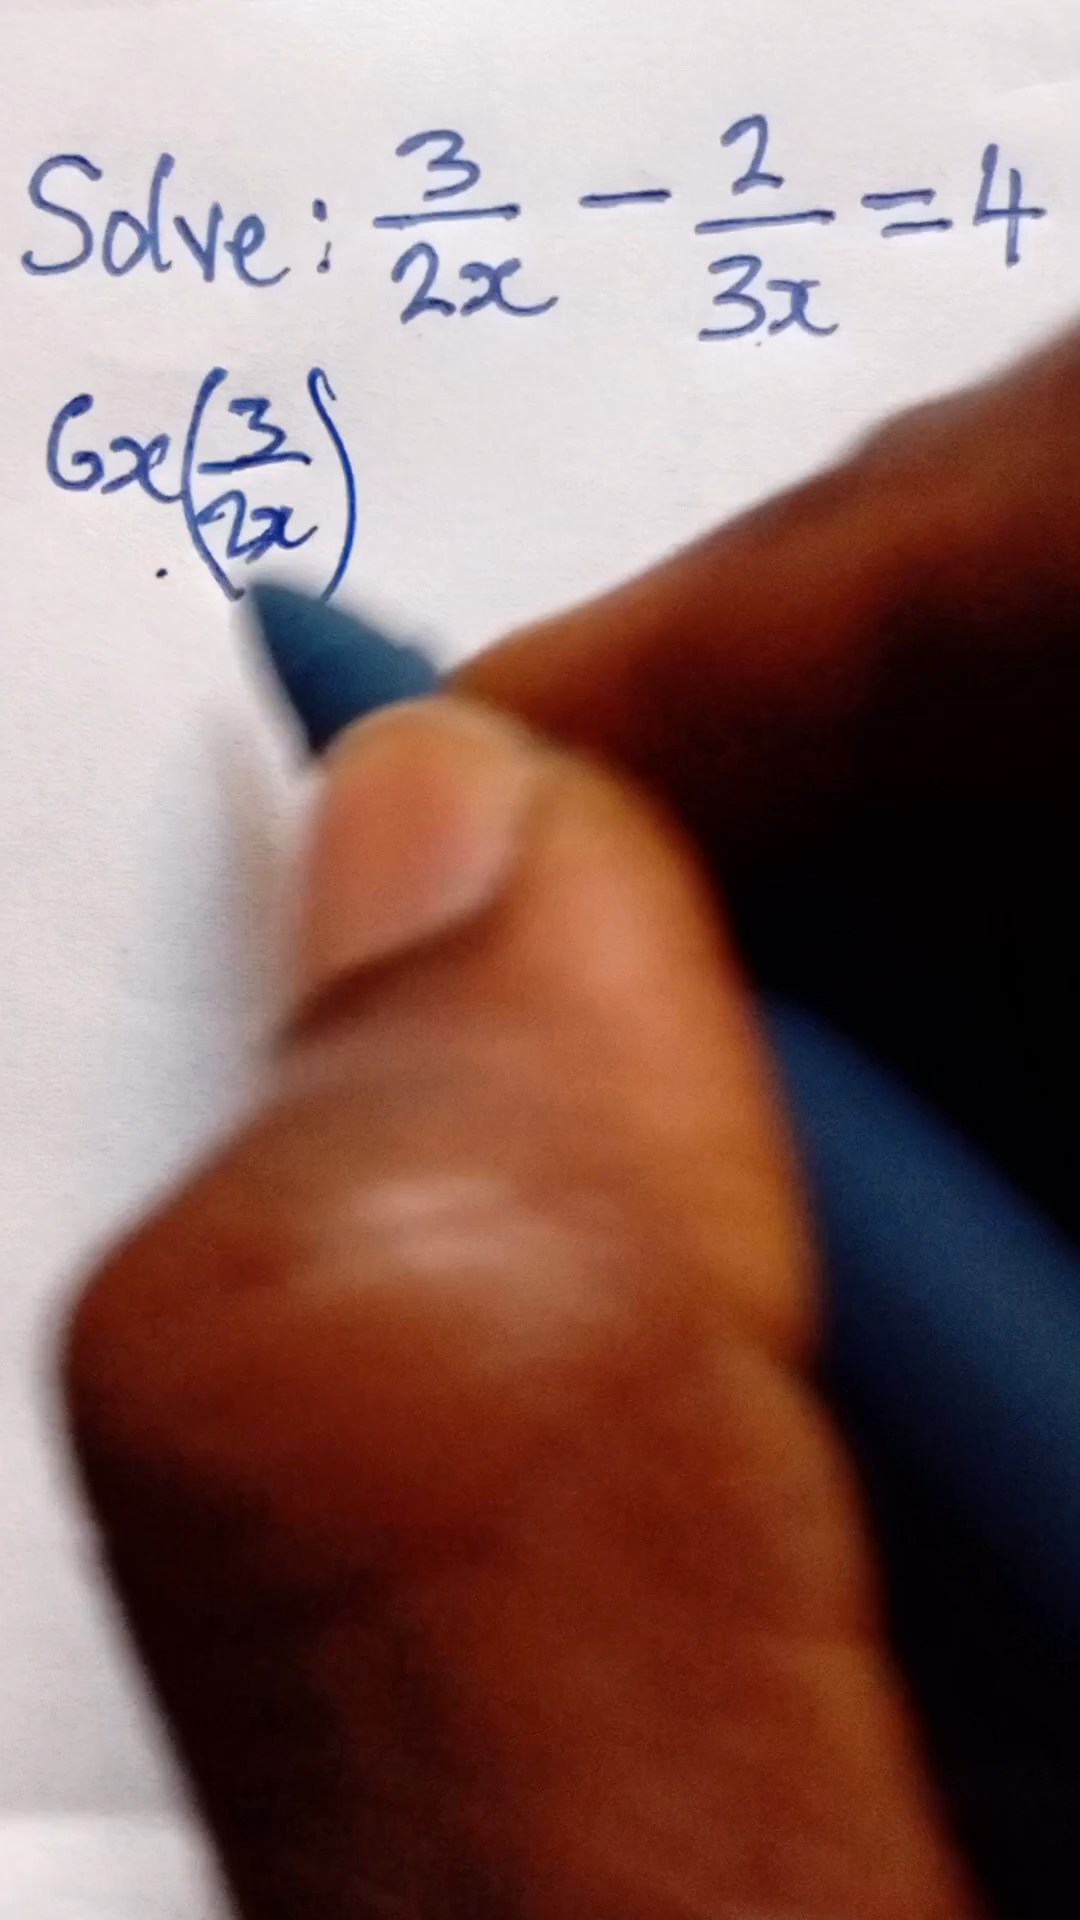 Solve: 3/2x − 2/3x = 4
6x(3/2x)